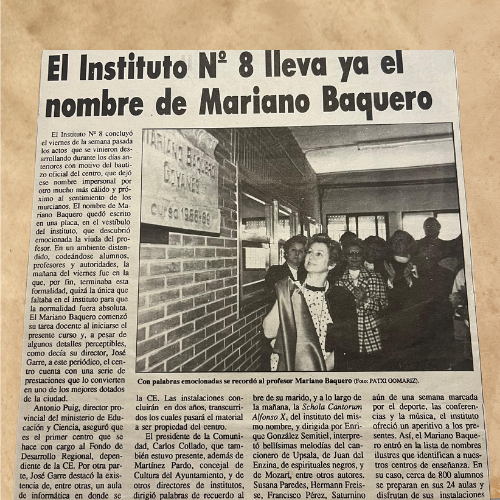 El Instituto Nº 8 lleva ya el
nombre de Mariano Baquero
El Instituto Nº 8 concluyó
el viernes de la semana pasada
los actos que se vinieron des-
arrollando durante los días an-
teriores con motivo del bauti-
zo oficial del centro, que dejó
ese nombre impersonal por
otro mucho más cálido y pró-
ximo al sentimiento de los
murcianos. El nombre de Ma-
riano Baquero quedó escrito
en una placa, en el vestíbulo
del instituto, que descubrió
emocionada la viuda del pro-
fesor. En un ambiente disten-
dido, codeándose alumnos,
profesores y autoridades, la
mañana del viernes fue en la
que, por fin, terminaba esta
formalidad, quizá la única que
faltaba en el instituto para que
la normalidad fuera absoluta.
El Mariano Baquero comenzó
su tarea docente al iniciarse el
presente curso y, a pesar de
algunos detalles perceptibles,
como decía su director, José
Garre, a este periódico, el cen-
tro cuenta con una serie de
prestaciones que lo convierten
en uno de los mejores dotados
de la ciudad.
Antonio Puig, director pro-
vincial del ministerio de Edu-
cación y Ciencia, aseguró que
es el primer centro que se
hace con cargo al Fondo de
Desarrollo Regional, depen-
diente de la CE. Por otra par-
te, José Garre destacó la exis-
tencia de, entre otras, un aula
de informática en donde se
MARIANO BAQUERO
GOYANES
Curso 1988-89
Con palabras emocionadas se recordó al profesor Mariano Baquero (Foto: PATXI GOMARIZ).
la CE. Las instalaciones con-
cluirán en dos años, transcurri-
dos los cuales pasará el material
a ser propiedad del centro.
El presidente de la Comuni-
dad, Carlos Collado, que tam-
bién estuvo presente, además de
Martínez Pardo, concejal de
Cultura del Ayuntamiento, y de
otros directores de institutos,
dirigió palabras de recuerdo al
bre de su marido, y a lo largo de
la mañana, la Schola Cantorum
Alfonso X, del instituto del mis-
mo nombre, y dirigida por Enri-
que González Semitiel, interpre-
tó bellísimas melodías del can-
cionero de Upsala, de Juan del
Enzina, de espirituales negros, y
de Mozart, entre otros autores.
Susana Paredes, Hermann Freis-
se, Francisco Pérez, Saturnino
aún de una semana marcada
por el deporte, las conferen-
cias y la música, el instituto
ofreció un aperitivo a los pre-
sentes. Así, el Mariano Baque-
ro entró en la lista de nombres
ilustres que identifican a nues-
tros centros de enseñanza. En
su caso, cerca de 800 alumnos
se preparan en sus 24 aulas y
disfrutan de sus instalaciones